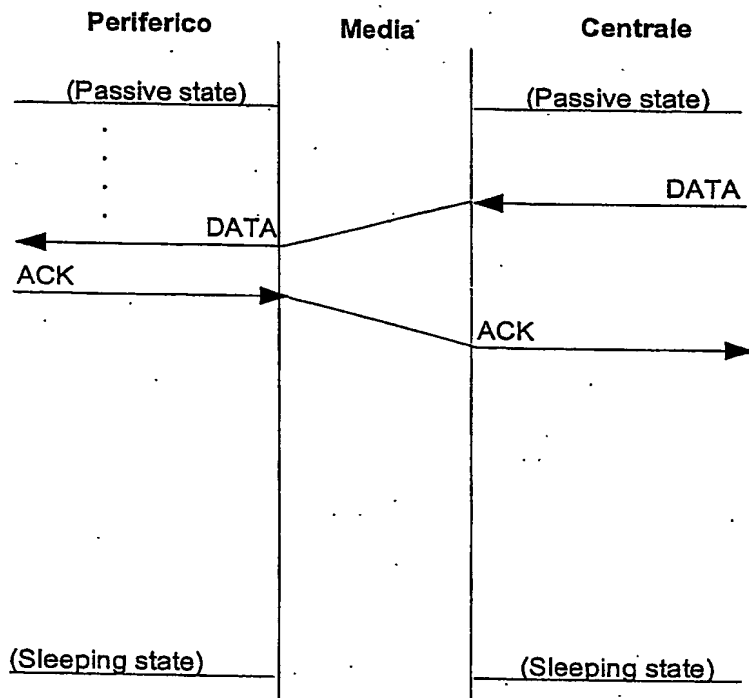 Periferico Media Centrale
(Passive state) (Passive state)
DATA
DATA
ACK
ACK
(Sleeping state) (Sleeping state)